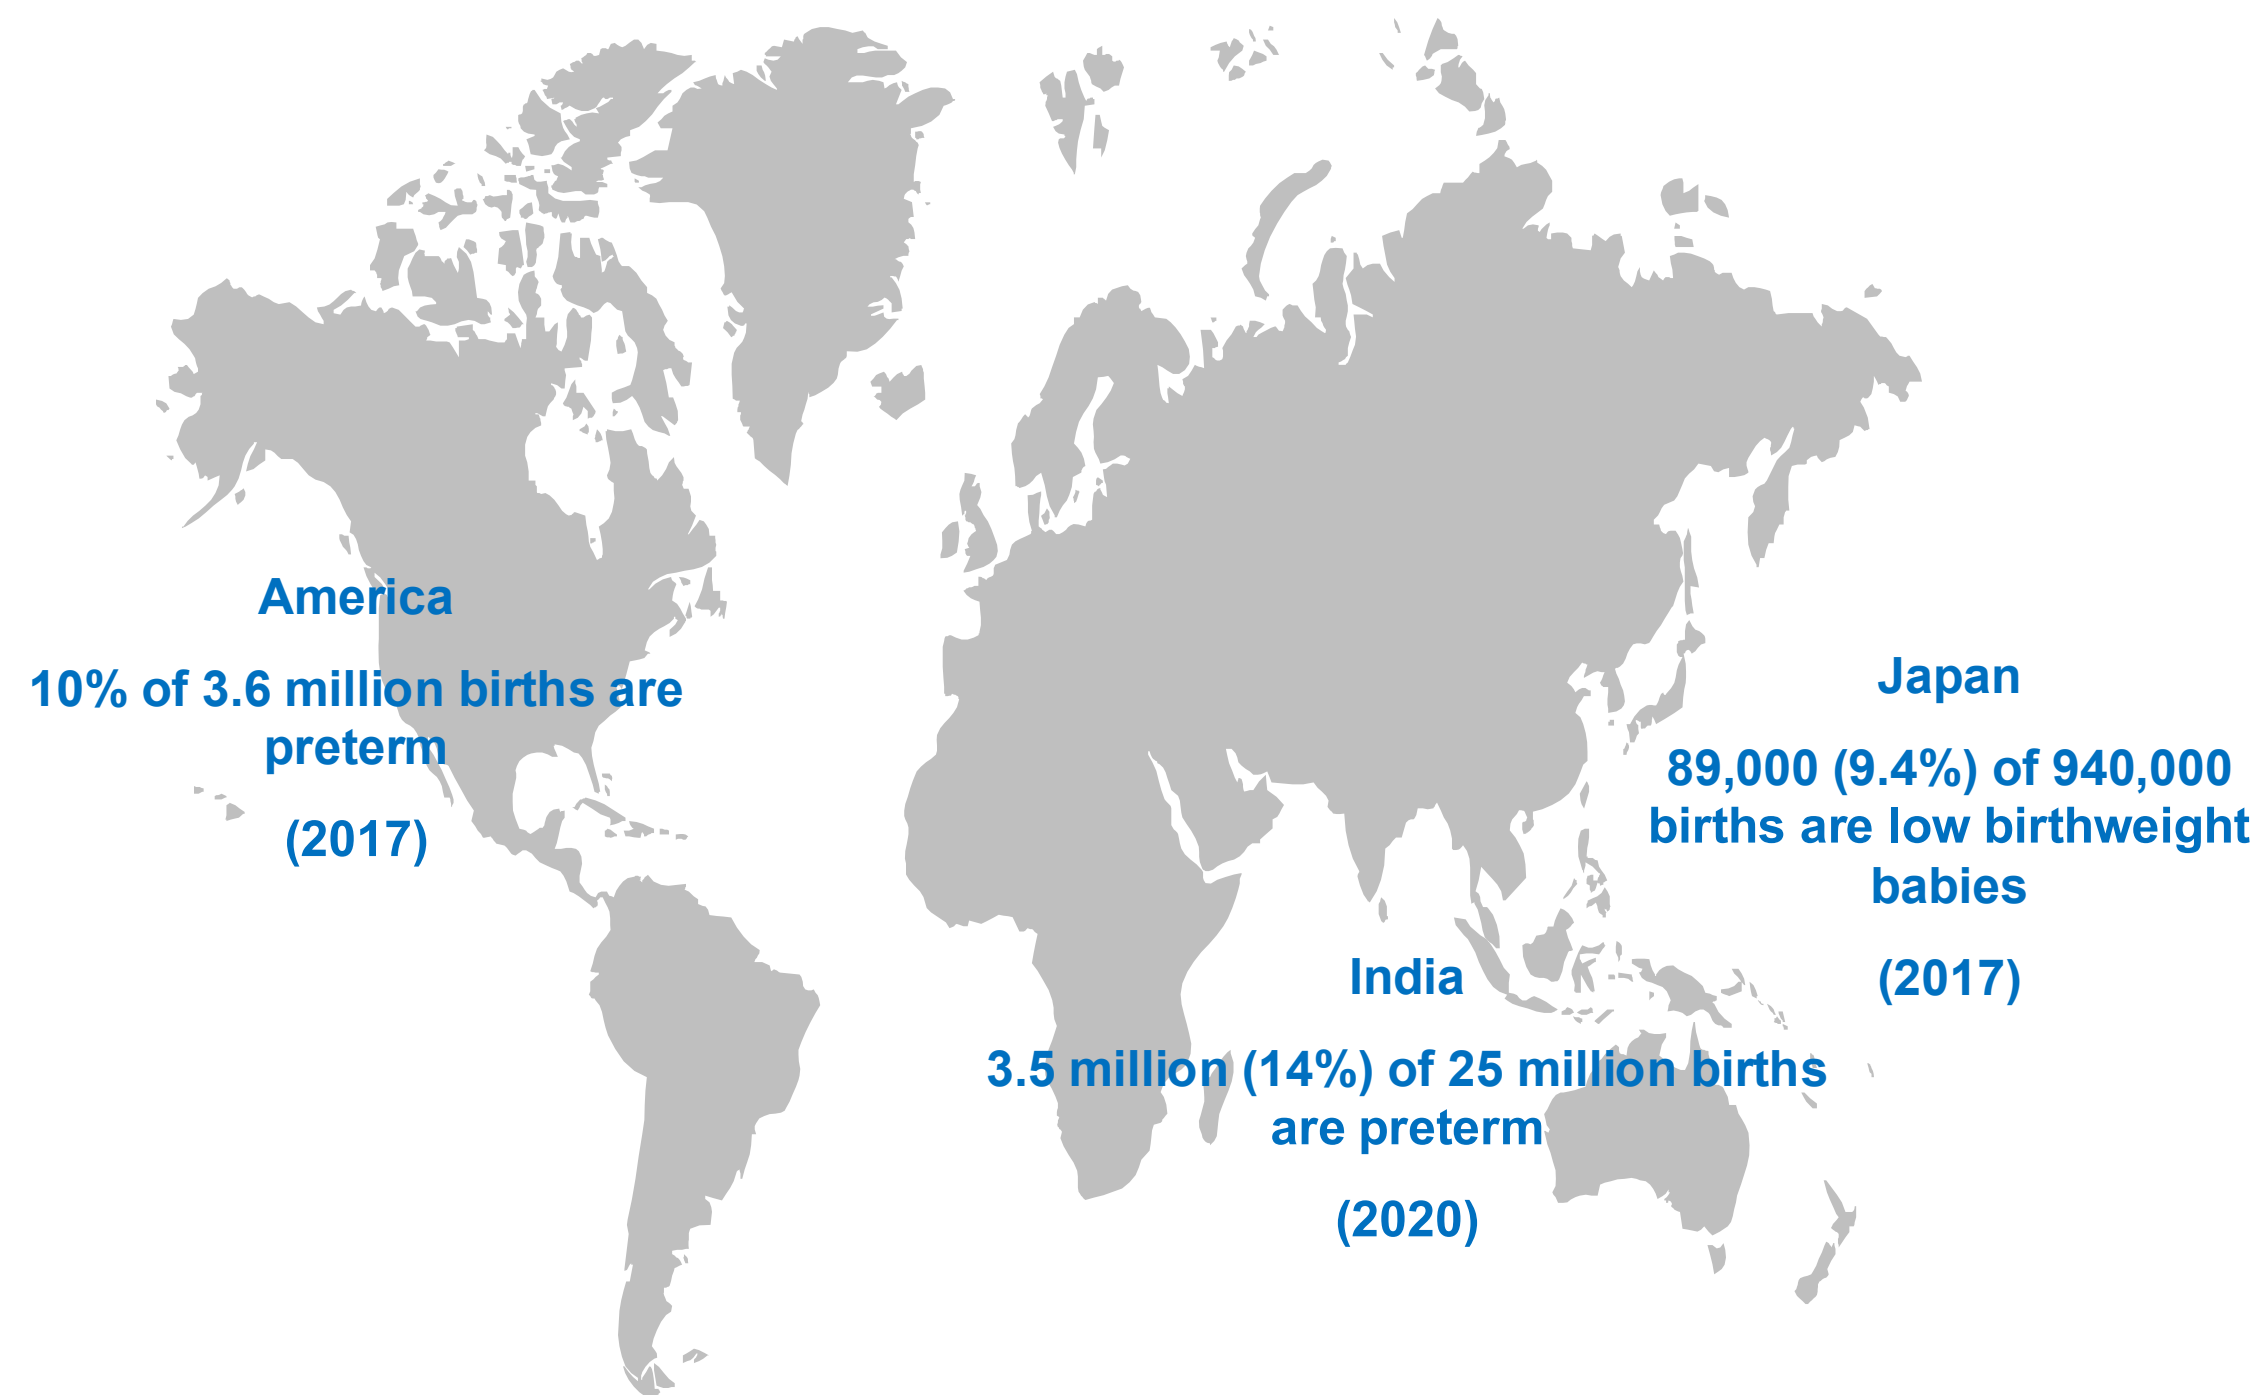 America
10% of 3.6 million births are
preterm
(2017)
Japan
89,000 (9.4%) of 940,000
births are low birthweight
babies
(2017)
India
3.5 million (14%) of 25 million births
are preterm
(2020)